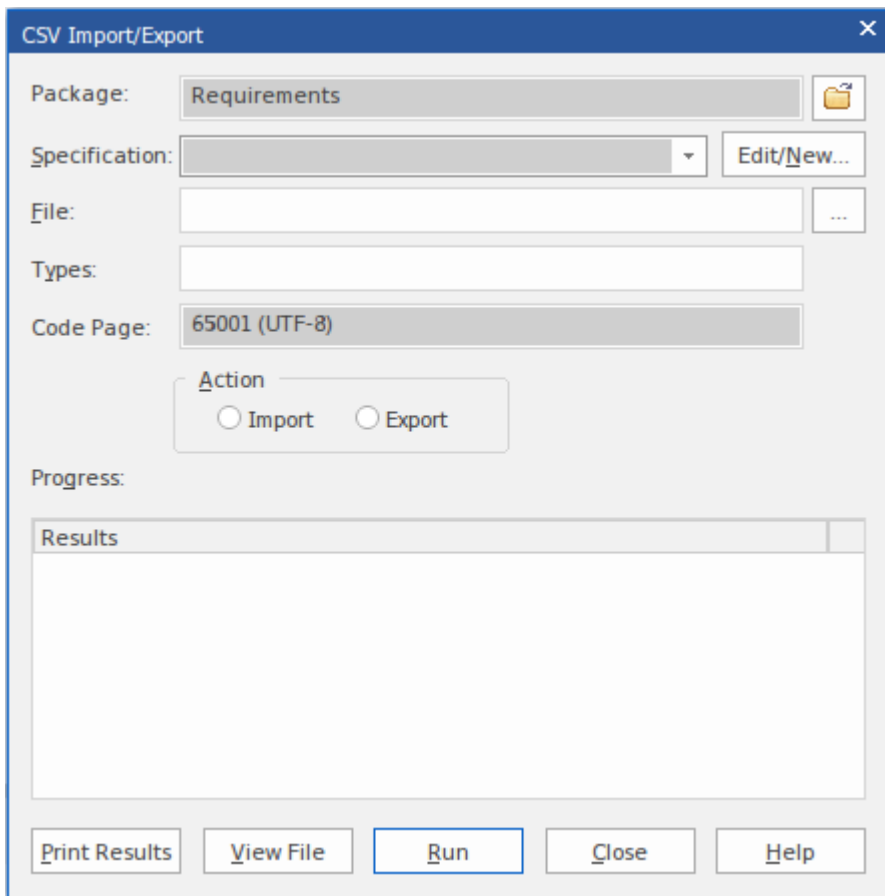 CSV Import/Export
Package: Requirements
Specification: Edit/New...
File: ...
Types:
Code Page: 65001 (UTF-8)
Action
Import Export
Progress:
Results
Print Results View File Run Close Help